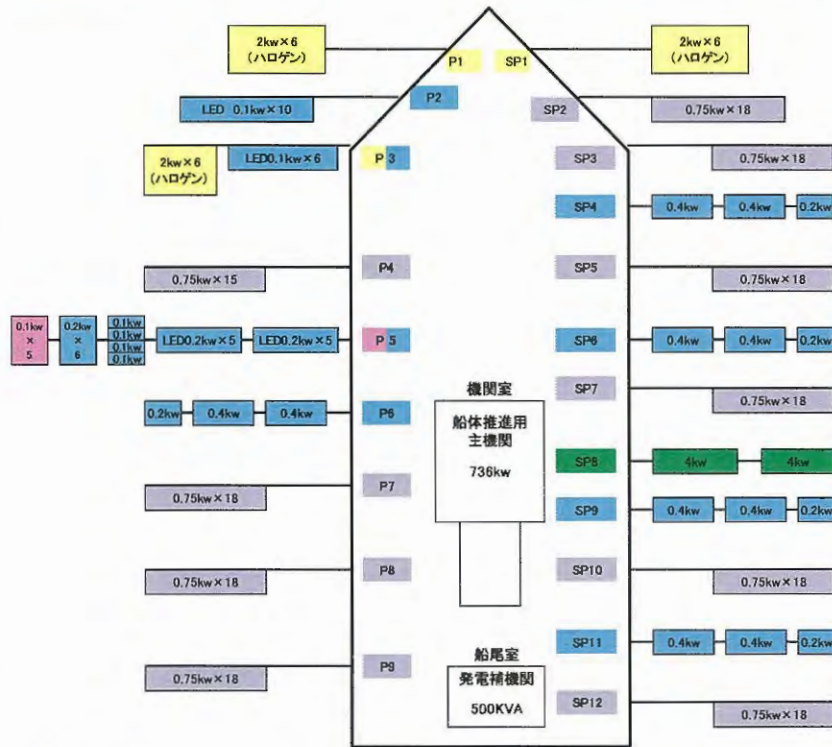 2kw×6
(ハロゲン)
P1
SP1
2kw×6
(ハロゲン)
LED 0.1kw×10
P2
SP2
0.75kw×18
2kw×6
(ハロゲン)
LED0.1kw×6
P3
SP3
0.75kw×18
SP4
0.4kw
0.4kw
0.2kw
0.75kw×15
P4
SP5
0.75kw×18
0.1kw
×
5
0.2kw
×
6
0.1kw
0.1kw
0.1kw
0.1kw
LED0.2kw×5
LED0.2kw×5
P5
SP6
0.4kw
0.4kw
0.2kw
SP7
0.75kw×18
0.2kw
0.4kw
0.4kw
P6
機関室
船体推進用
主機関
736kw
SP8
4kw
4kw
0.75kw×18
P7
SP9
0.4kw
0.4kw
0.2kw
0.75kw×18
P8
SP10
0.75kw×18
SP11
0.4kw
0.4kw
0.2kw
0.75kw×18
P9
船尾室
発電補機関
500KVA
SP12
0.75kw×18